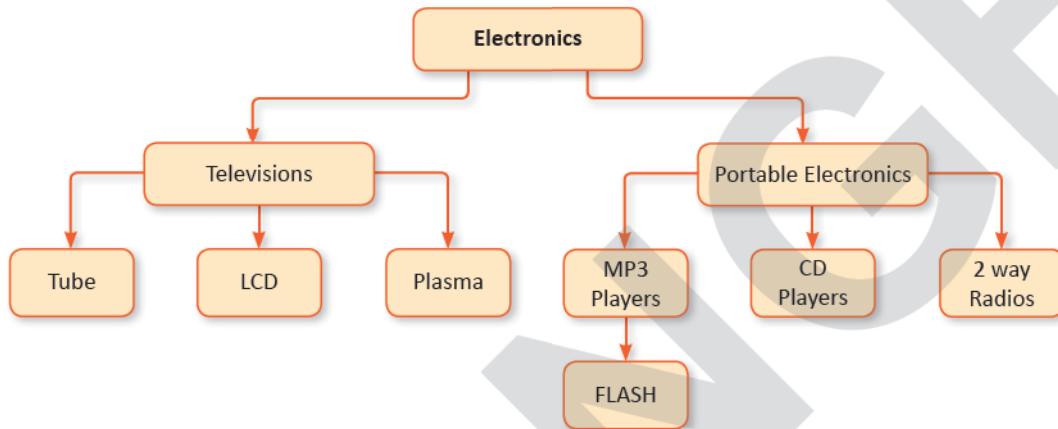 Electronics
Televisions
Portable Electronics
Tube
LCD
Plasma
MP3
Players
CD
Players
2 way
Radios
FLASH